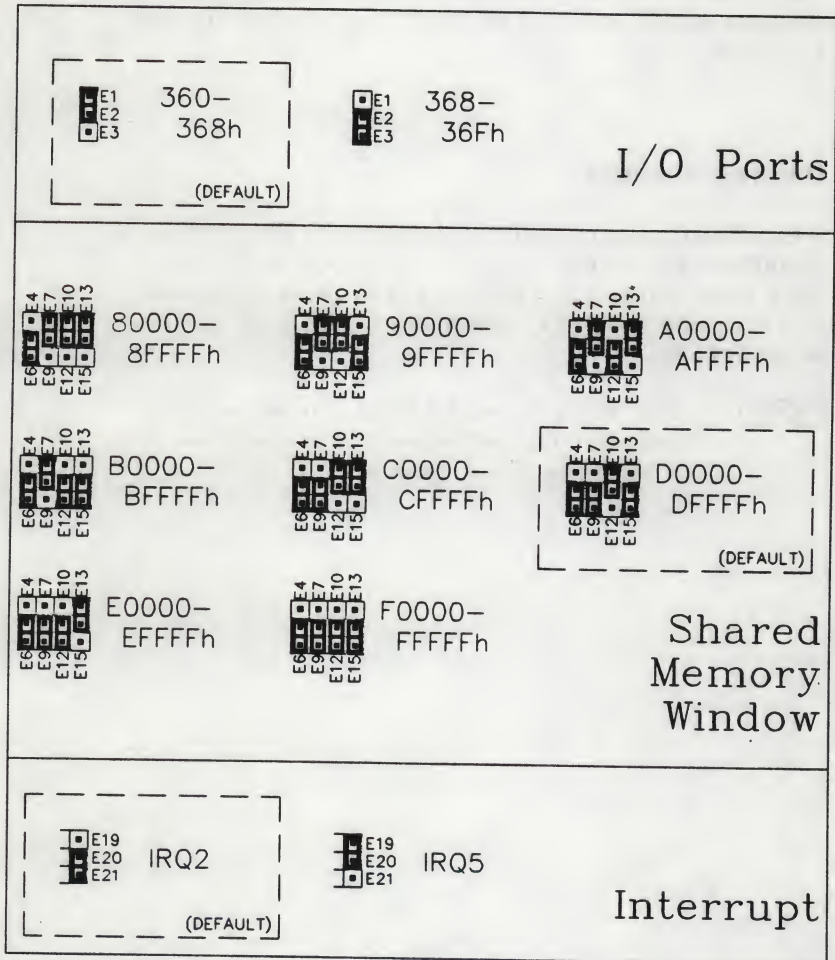 E1 360-
E2 368h
E3
(DEFAULT)
E1 368-
E2 36Fh
E3
I/O Ports
E4 E7 E10 E13
80000-
8FFFFh
E6 E9 E12 E15
E4 E7 E10 E13
90000-
9FFFFh
E6 E9 E12 E15
E4 E7 E10 E13
A0000-
AFFFFh
E6 E9 E12 E15
E4 E7 E10 E13
B0000-
BFFFFh
E6 E9 E12 E15
E4 E7 E10 E13
C0000-
CFFFFh
E6 E9 E12 E15
E4 E7 E10 E13
D0000-
DFFFFh
E6 E9 E12 E15
(DEFAULT)
E4 E7 E10 E13
E0000-
EFFFFh
E6 E9 E12 E15
E4 E7 E10 E13
F0000-
FFFFFh
E6 E9 E12 E15
Shared
Memory
Window
E19
E20 IRQ2
E21
(DEFAULT)
E19
E20 IRQ5
E21
Interrupt